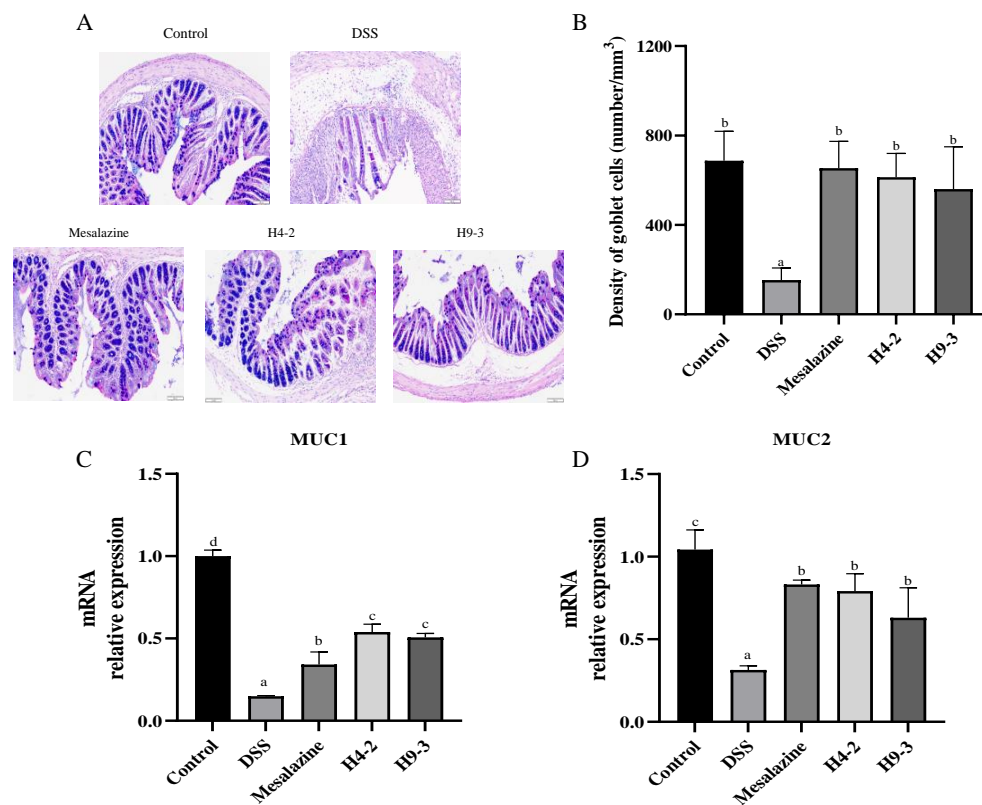 A
Control
DSS
Mesalazine
H4-2
H9-3
B
Density of goblet cells (number/mm³)
1200
800
400
0
b
a
b
b
b
Control
DSS
Mesalazine
H4-2
H9-3
C
MUC1
mRNA
relative expression
1.5
1.0
0.5
0.0
d
a
b
c
c
Control
DSS
Mesalazine
H4-2
H9-3
D
MUC2
mRNA
relative expression
1.5
1.0
0.5
0.0
c
a
b
b
b
Control
DSS
Mesalazine
H4-2
H9-3